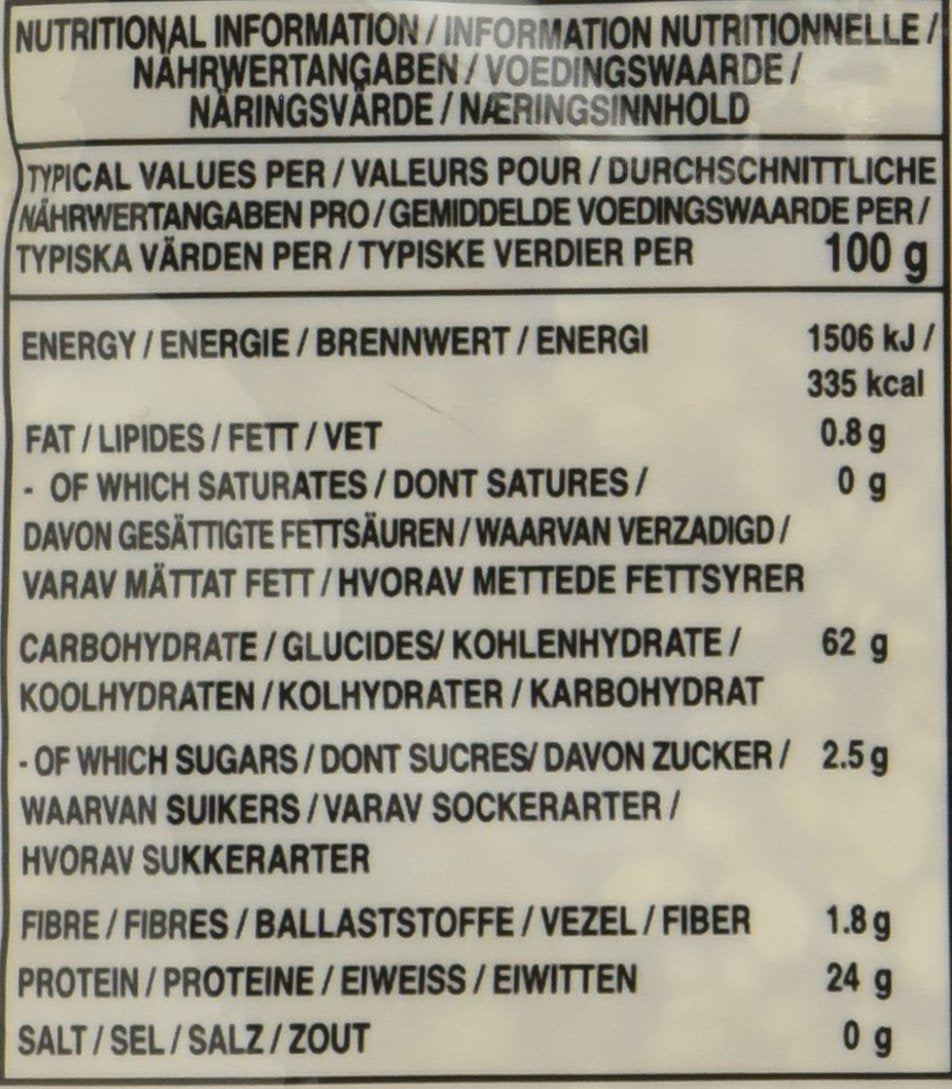 NUTRITIONAL INFORMATION / INFORMATION NUTRITIONNELLE /
NÄHRWERTANGABEN / VOEDINGSWAARDE /
NÄRINGSVÄRDE / NÆRINGSINNHOLD
TYPICAL VALUES PER / VALEURS POUR / DURCHSCHNITTLICHE
NÄHRWERTANGABEN PRO / GEMIDDELDE VOEDINGSWAARDE PER /
TYPISKA VÄRDEN PER / TYPISKE VERDIER PER 100 g
ENERGY / ENERGIE / BRENNWERT / ENERGI 1506 kJ /
335 kcal
FAT / LIPIDES / FETT / VET 0.8 g
- OF WHICH SATURATES / DONT SATURES / 0 g
DAVON GESÄTTIGTE FETTSÄUREN / WAARVAN VERZADIGD /
VARAV MÄTTAT FETT / HVORAV METTEDE FETTSYRER
CARBOHYDRATE / GLUCIDES/ KOHLENHYDRATE / 62 g
KOOLHYDRATEN / KOLHYDRATER / KARBOHYDRAT
- OF WHICH SUGARS / DONT SUCRES/ DAVON ZUCKER / 2.5 g
WAARVAN SUIKERS / VARAV SOCKERARTER /
HVORAV SUKKERARTER
FIBRE / FIBRES / BALLASTSTOFFE / VEZEL / FIBER 1.8 g
PROTEIN / PROTEINE / EIWEISS / EIWITTEN 24 g
SALT / SEL / SALZ / ZOUT 0 g